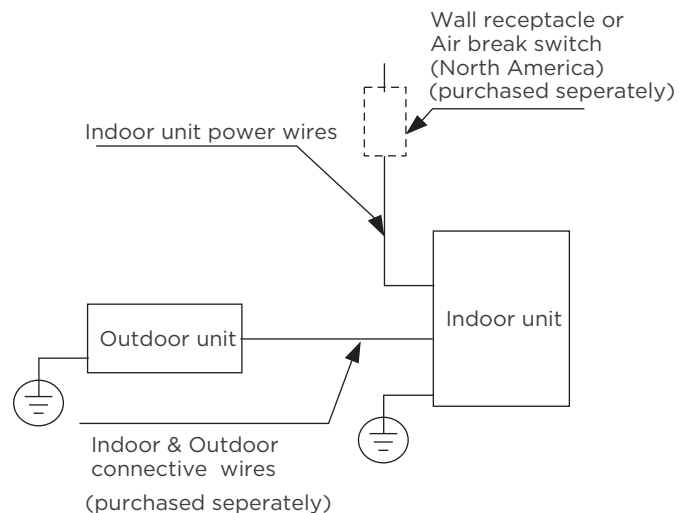 Wall receptacle or
Air break switch
(North America)
(purchased seperately)
Indoor unit power wires
Indoor unit
Outdoor unit
Indoor & Outdoor
connective wires
(purchased seperately)